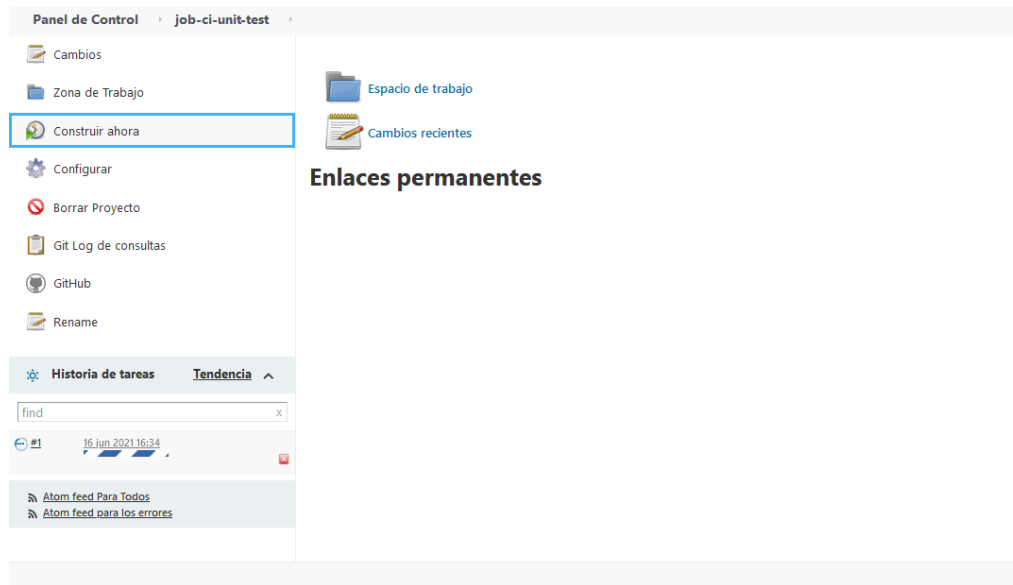 Panel de Control job-ci-unit-test
Cambios
Zona de Trabajo
Construir ahora
Configurar
Borrar Proyecto
Git Log de consultas
GitHub
Rename
Historia de tareas Tendencia
find x
#1 16 jun 2021 16:34
Atom feed Para Todos
Atom feed para los errores
Espacio de trabajo
Cambios recientes
Enlaces permanentes